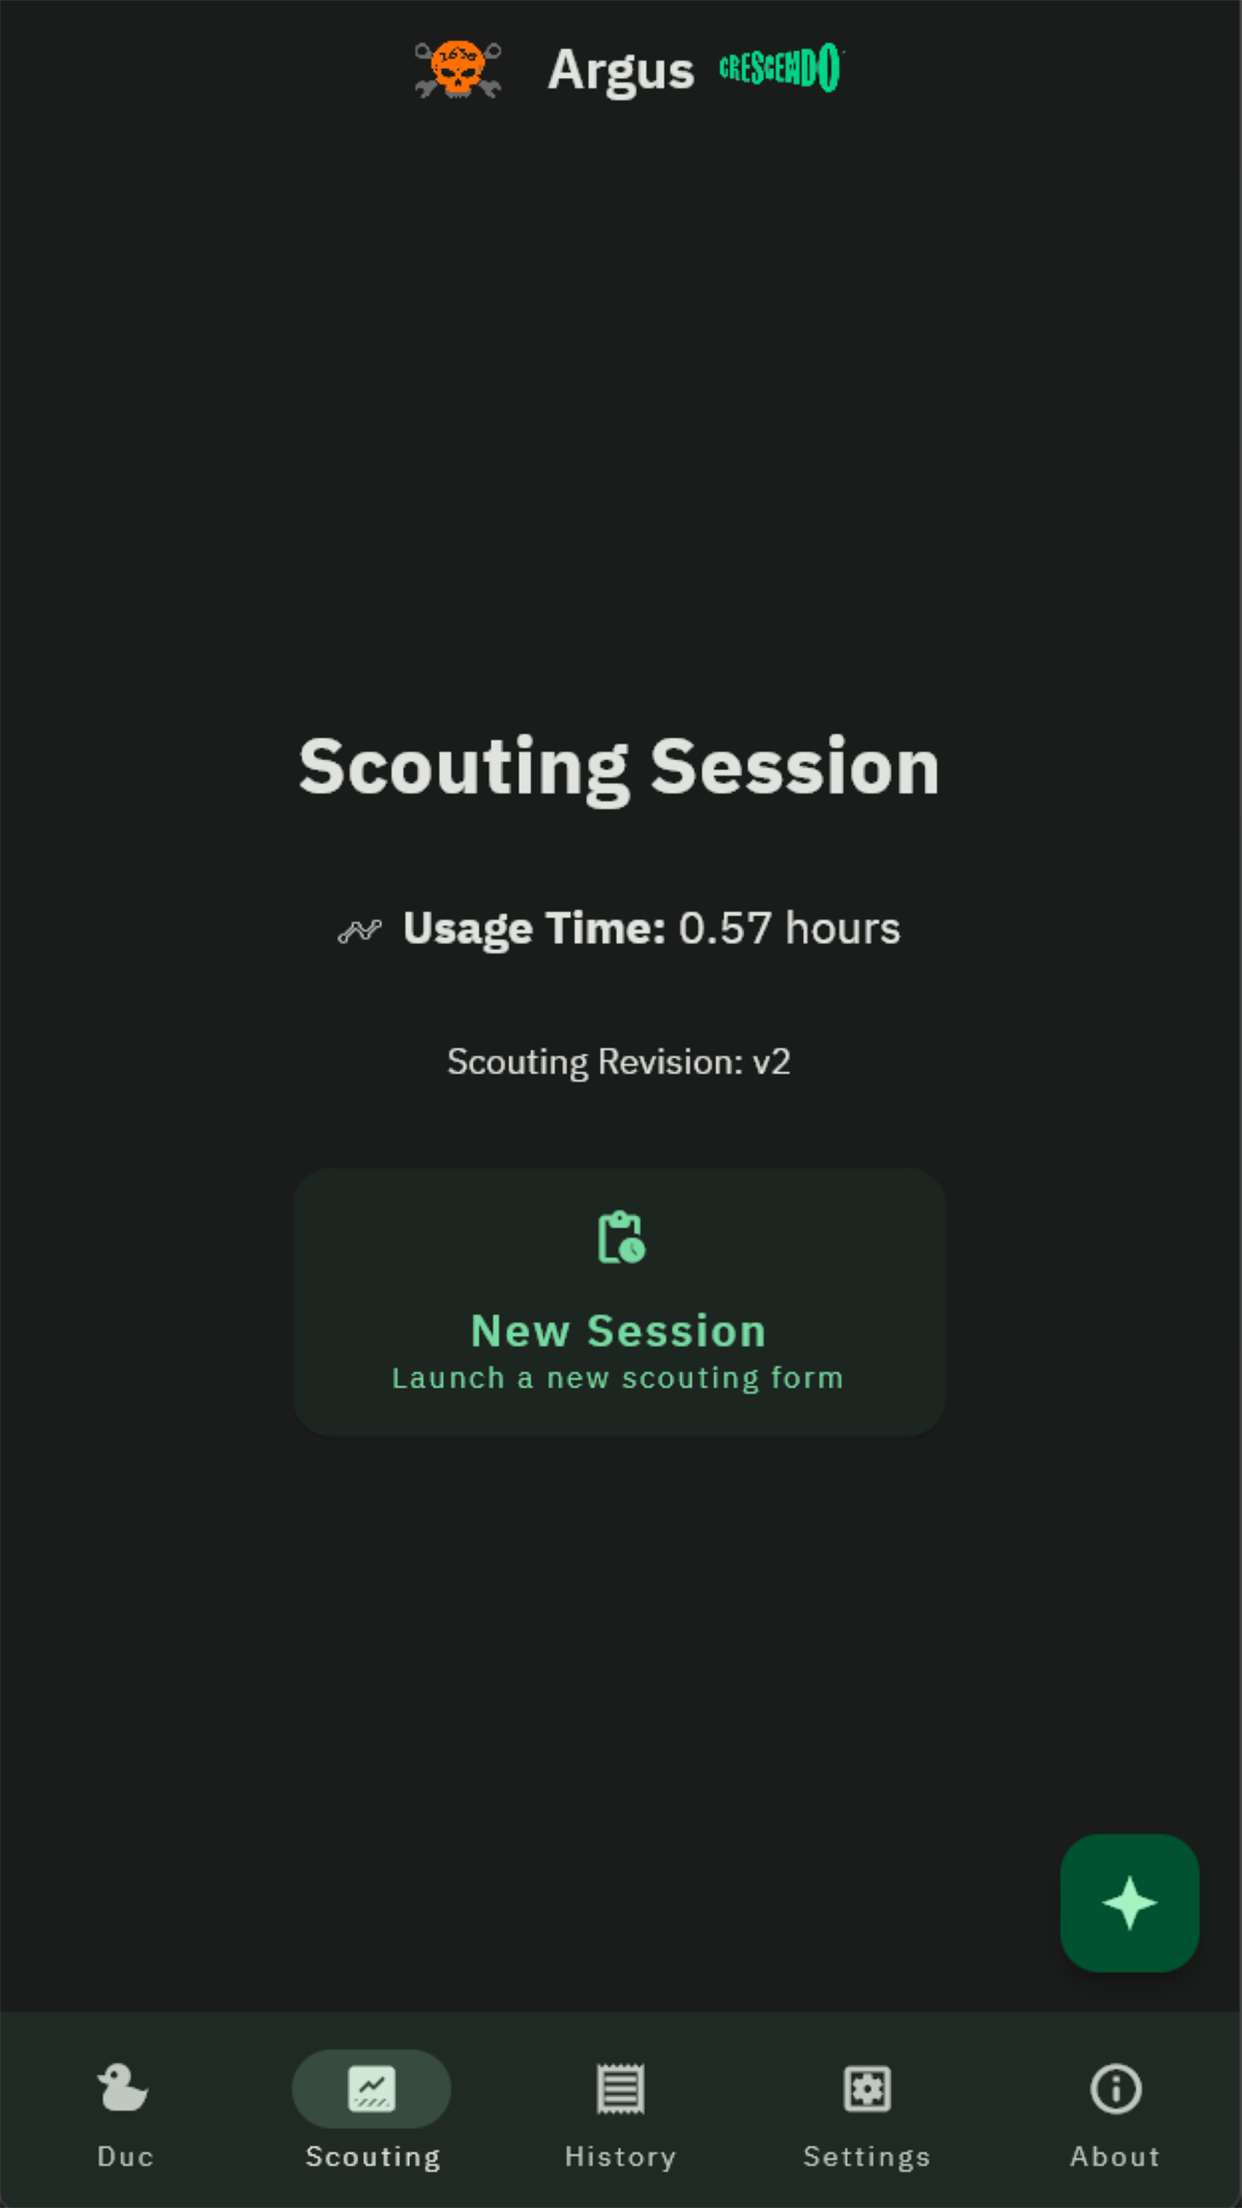 Argus CRESCENDO
Scouting Session
Usage Time: 0.57 hours
Scouting Revision: v2
New Session
Launch a new scouting form
Duc Scouting History Settings About